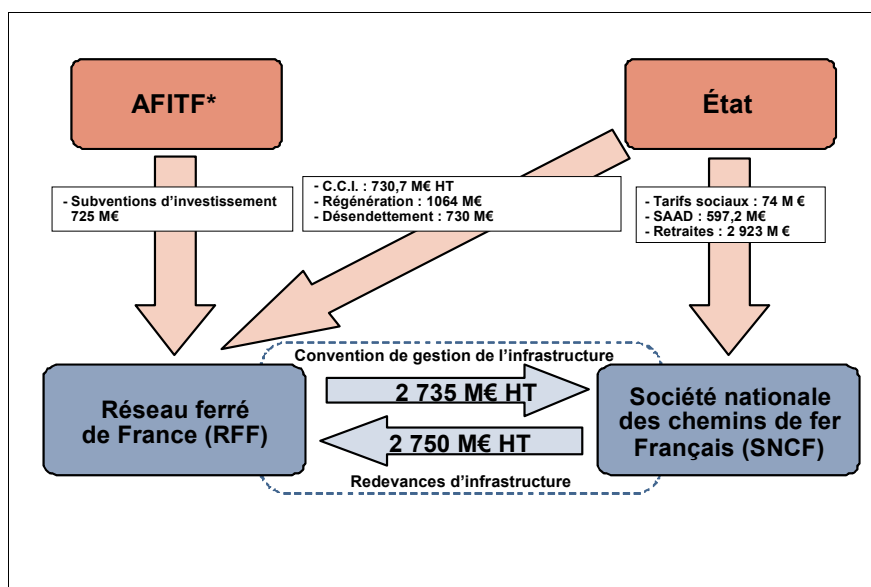 AFITF*
État
- Subventions d'investissement
725 M€
- C.C.I. : 730,7 M€ HT
- Régénération : 1064 M€
- Désendettement : 730 M€
- Tarifs sociaux : 74 M €
- SAAD : 597,2 M€
- Retraites : 2 923 M €
Convention de gestion de l'infrastructure
Réseau ferré
de France (RFF)
2 735 M€ HT
2 750 M€ HT
Société nationale
des chemins de fer
Français (SNCF)
Redevances d'infrastructure